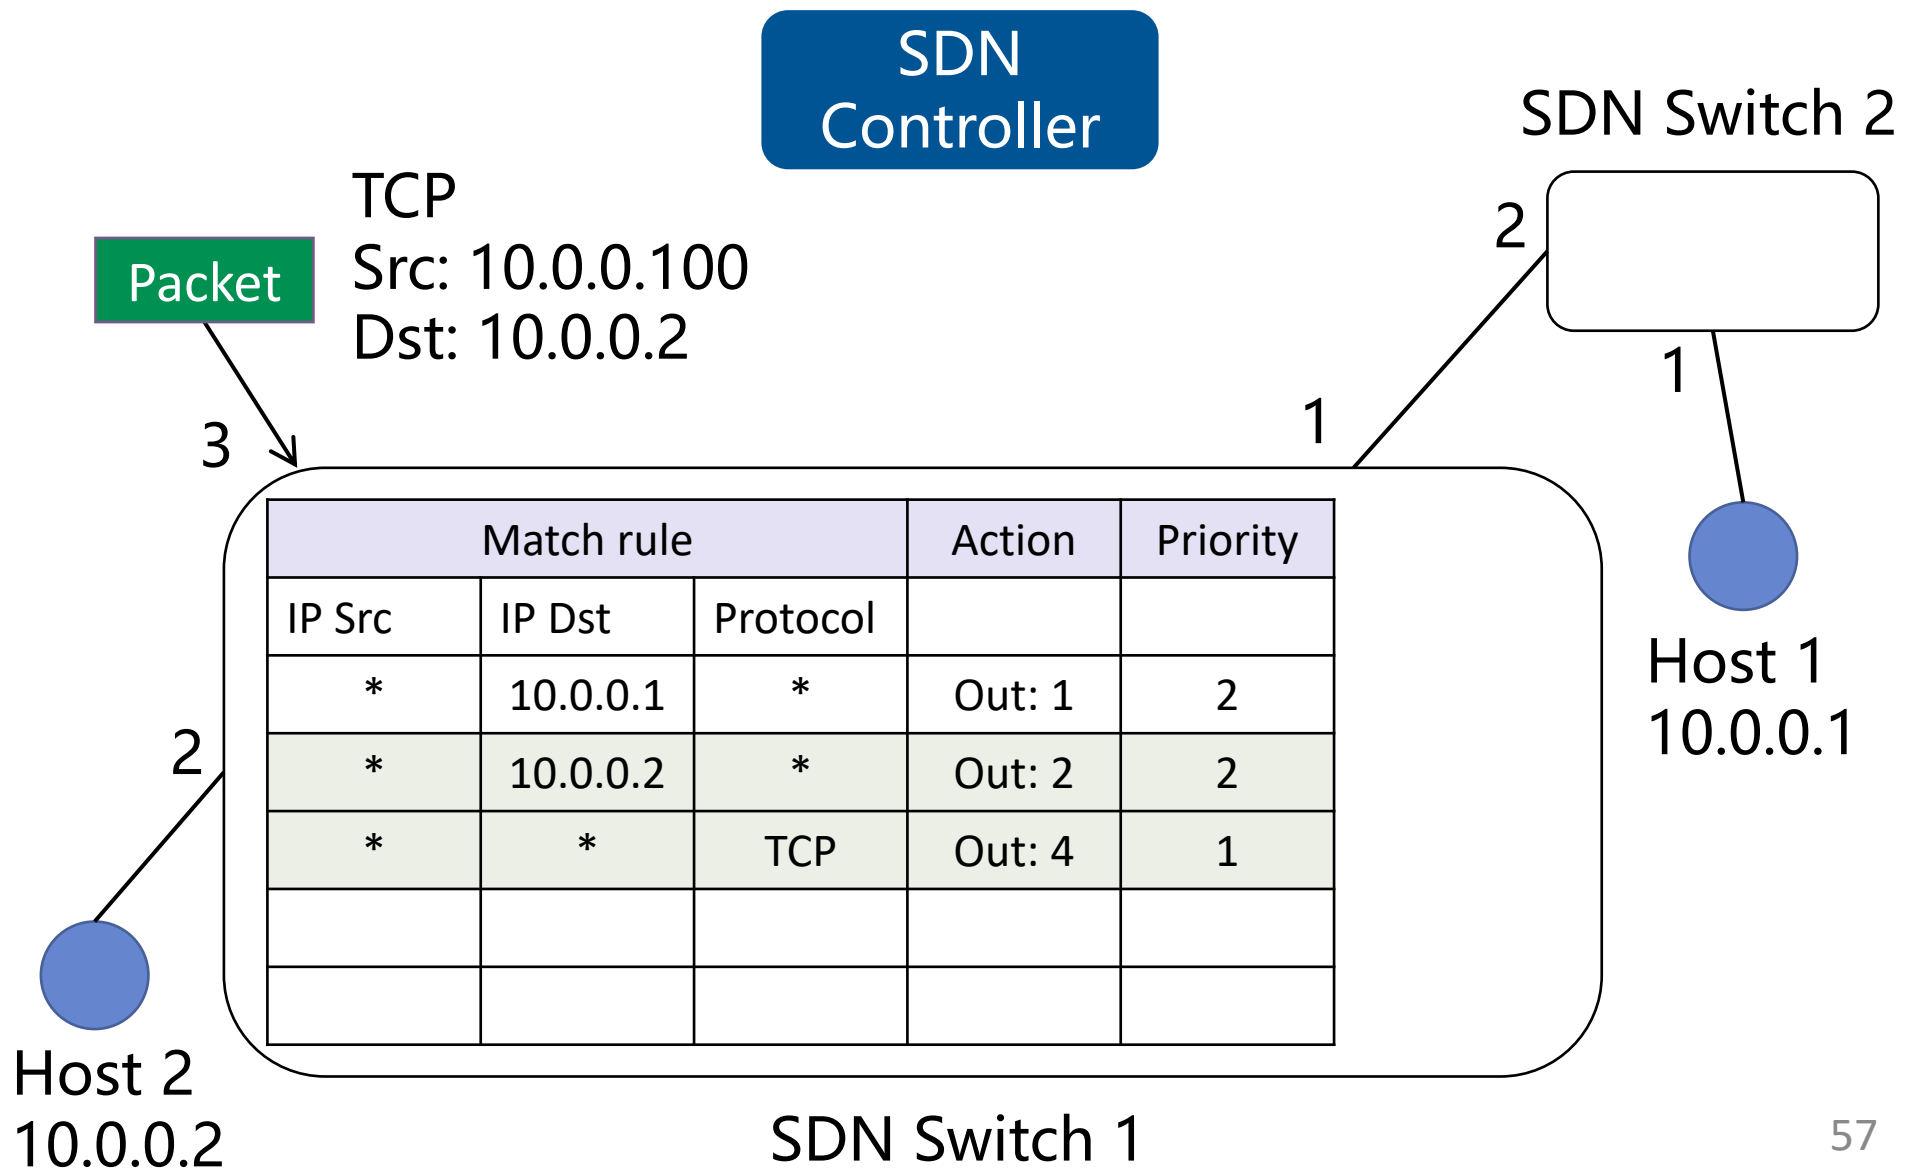 SDN
Controller
SDN Switch 2
TCP
Src: 10.0.0.100
Dst: 10.0.0.2
Packet
2
1
3
1
Match rule Action Priority
IP Src IP Dst Protocol
* 10.0.0.1 * Out: 1 2
* 10.0.0.2 * Out: 2 2
* * TCP Out: 4 1
2
Host 1
10.0.0.1
Host 2
10.0.0.2
SDN Switch 1
57